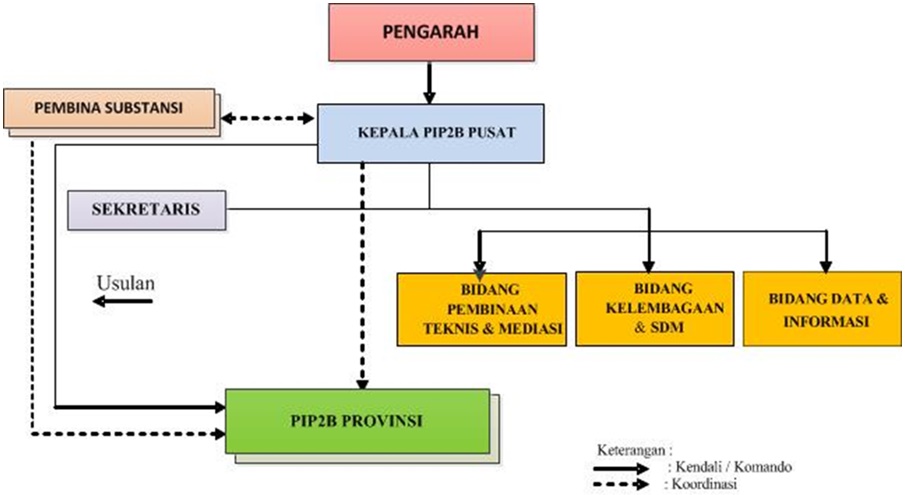 PENGARAH
PEMBINA SUBSTANSI
KEPALA PIP2B PUSAT
SEKRETARIS
Usulan
BIDANG
PEMBINAAN
TEKNIS & MEDIASI
BIDANG
KELEMBAGAAN
& SDM
BIDANG DATA &
INFORMASI
PIP2B PROVINSI
Keterangan :
: Kendali / Komando
: Koordinasi